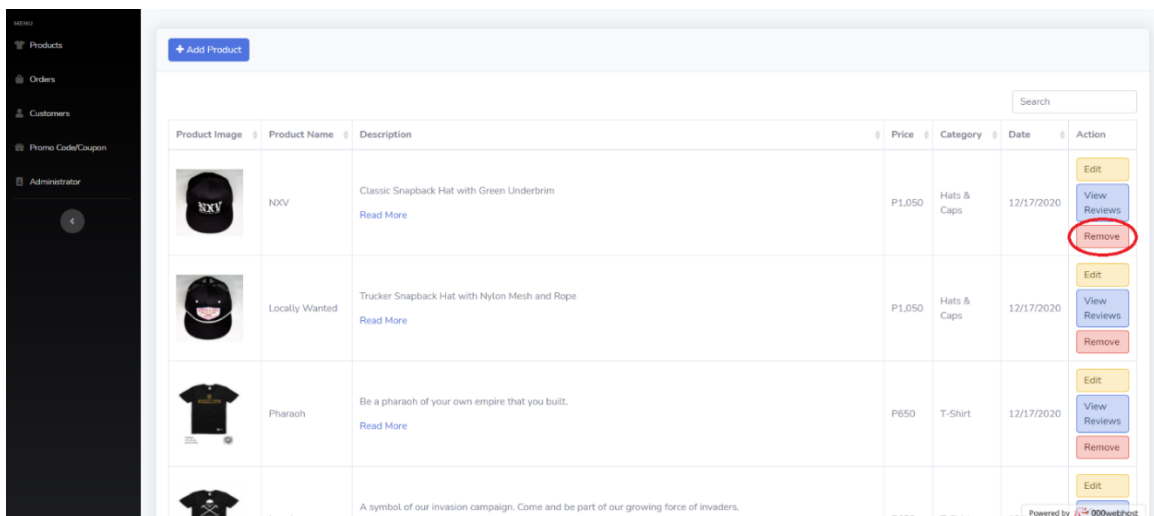 MENU
Products
Orders
Customers
Promo Code/Coupon
Administrator
+ Add Product
Search
Product Image Product Name Description Price Category Date Action
NXV
NXV
Classic Snapback Hat with Green Underbrim
Read More
P1,050
Hats &
Caps
12/17/2020
Edit
View
Reviews
Remove
Locally Wanted
Trucker Snapback Hat with Nylon Mesh and Rope
Read More
P1,050
Hats &
Caps
12/17/2020
Edit
View
Reviews
Remove
Pharaoh
Be a pharaoh of your own empire that you built.
Read More
P650
T-Shirt
12/17/2020
Edit
View
Reviews
Remove
A symbol of our invasion campaign. Come and be part of our growing force of invaders.
Edit
Powered by 000webhost